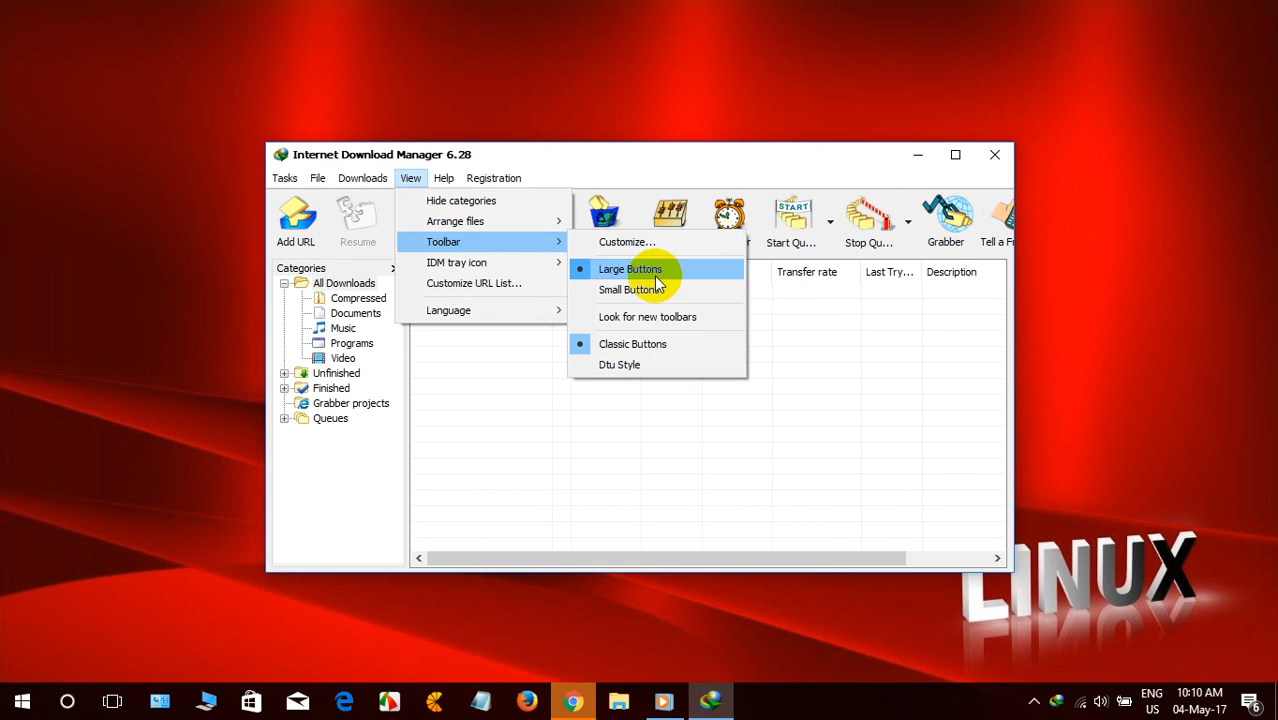 Internet Download Manager 6.28
Tasks File Downloads View Help Registration
Hide categories
Arrange files
Toolbar
IDM tray icon
Customize URL List...
Language
Customize...
Large Buttons
Small Buttons
Look for new toolbars
Classic Buttons
Dtu Style
Add URL
Resume
START
Start Qu...
Stop Qu...
Grabber
Tell a Fr
Categories
Transfer rate
Last Try...
Description
All Downloads
Compressed
Documents
Music
Programs
Video
Unfinished
Finished
Grabber projects
Queues
LINUX
ENG
US
10:10 AM
04-May-17
6